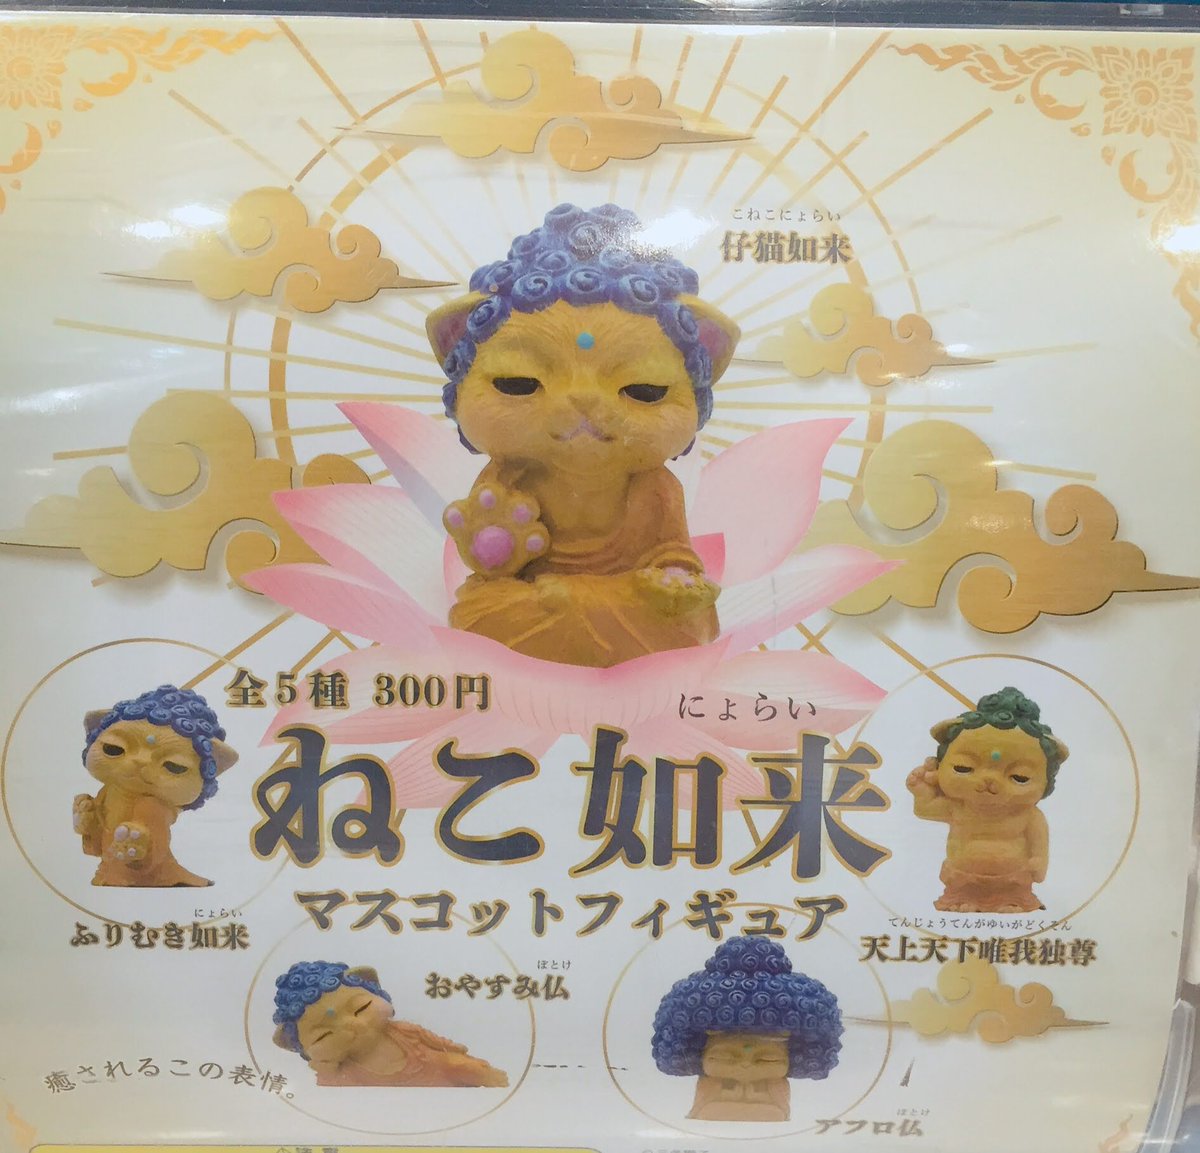 こねこにょらい
仔猫如来
全5種 300円
にょらい
ねこ如来
マスコットフィギュア
にょらい
ふりむき如来
てんじょうてんがゆいがどくそん
天上天下唯我独尊
ほとけ
おやすみ仏
ほとけ
アフロ仏
癒されるこの表情。